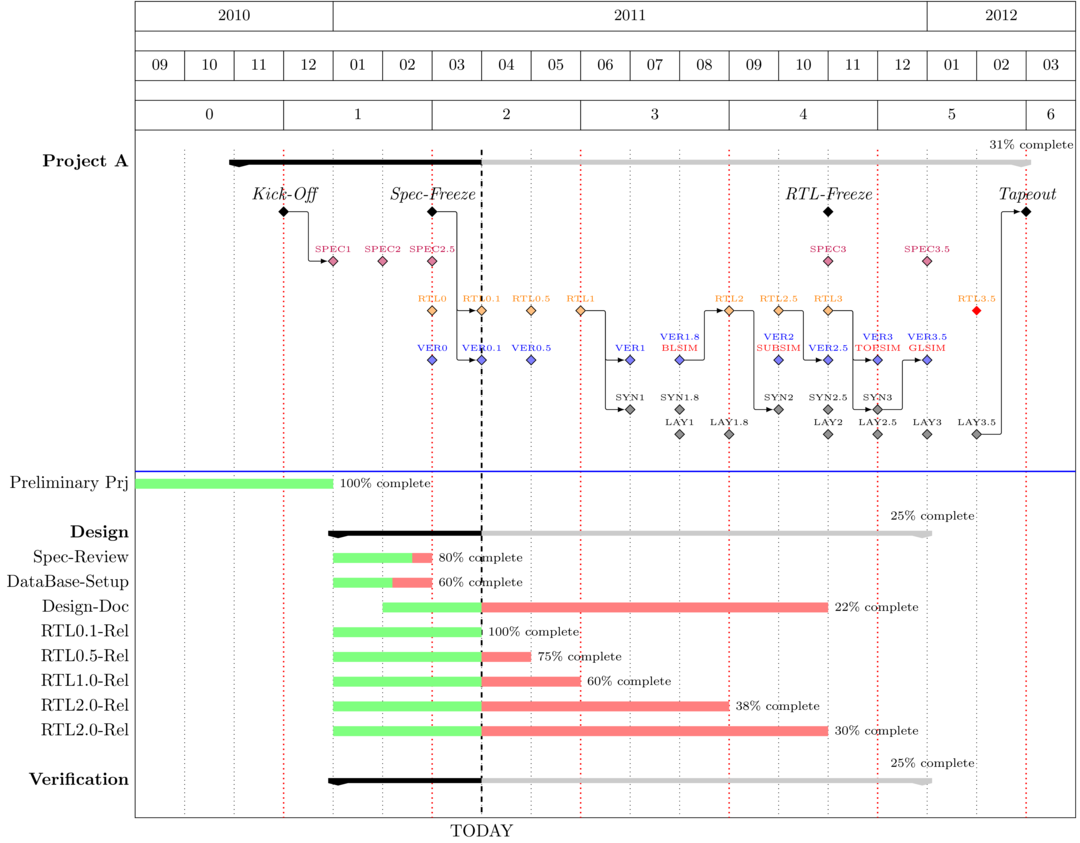 2010 2011 2012
09 10 11 12 01 02 03 04 05 06 07 08 09 10 11 12 01 02 03
0 1 2 3 4 5 6
31% complete
Project A
Kick-Off Spec-Freeze RTL-Freeze Tapeout
SPEC1 SPEC2 SPEC2.5 SPEC3 SPEC3.5
RTL0 RTL0.1 RTL0.5 RTL1 RTL2 RTL2.5 RTL3 RTL3.5
VER1.8 VER2 VER3 VER3.5
VER0 VER0.1 VER0.5 VER1 BLSIM SUBSIM VER2.5 TOPSIM GLSIM
SYN1 SYN1.8 SYN2 SYN2.5 SYN3
LAY1 LAY1.8 LAY2 LAY2.5 LAY3 LAY3.5
Preliminary Prj 100% complete
25% complete
Design
Spec-Review 80% complete
DataBase-Setup 60% complete
Design-Doc 22% complete
RTL0.1-Rel 100% complete
RTL0.5-Rel 75% complete
RTL1.0-Rel 60% complete
RTL2.0-Rel 38% complete
RTL2.0-Rel 30% complete
25% complete
Verification
TODAY